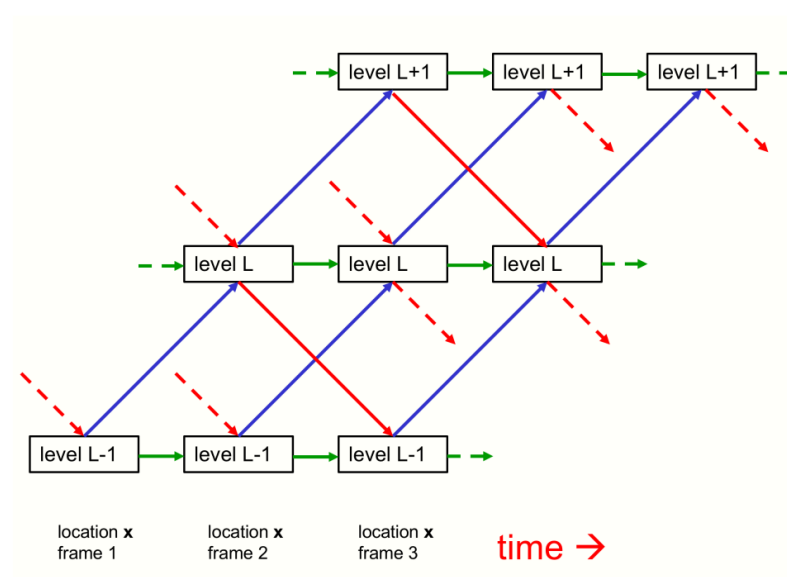 level L+1 level L+1 level L+1
level L level L level L
level L-1 level L-1 level L-1
location x location x location x
frame 1 frame 2 frame 3
time →